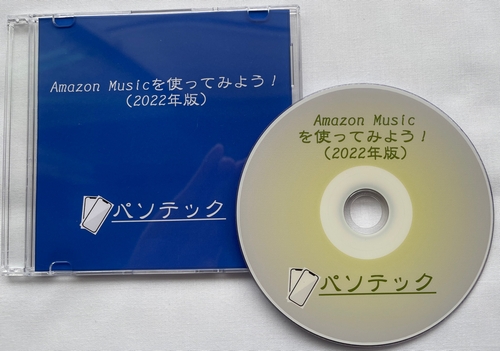 Amazon Musicを使ってみよう！
(2022年版)
パソテック
Amazon Music
を使ってみよう！
(2022年版)
パソテック